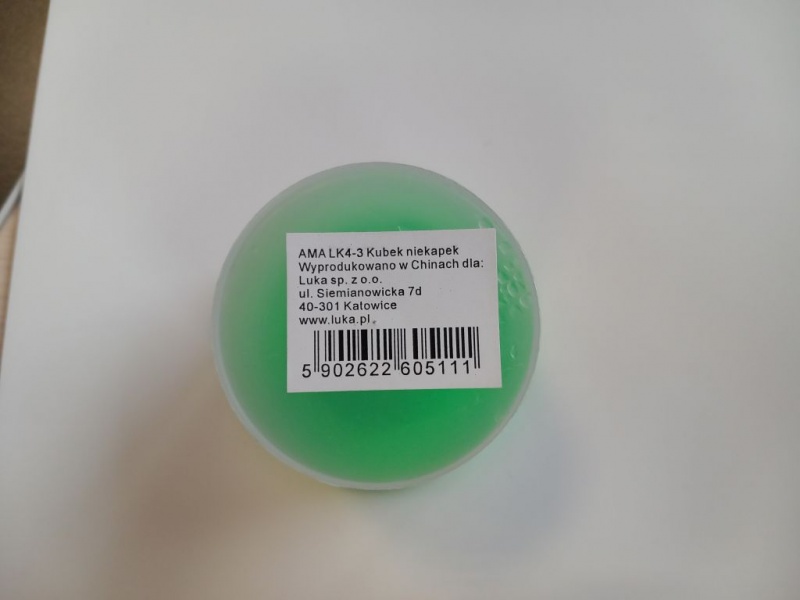 AMA LK4-3 Kubek niekapek
Wyprodukowano w Chinach dla:
Luka sp. z o.o.
ul. Siemianowicka 7d
40-301 Katowice
www.luka.pl
5 902622 605111